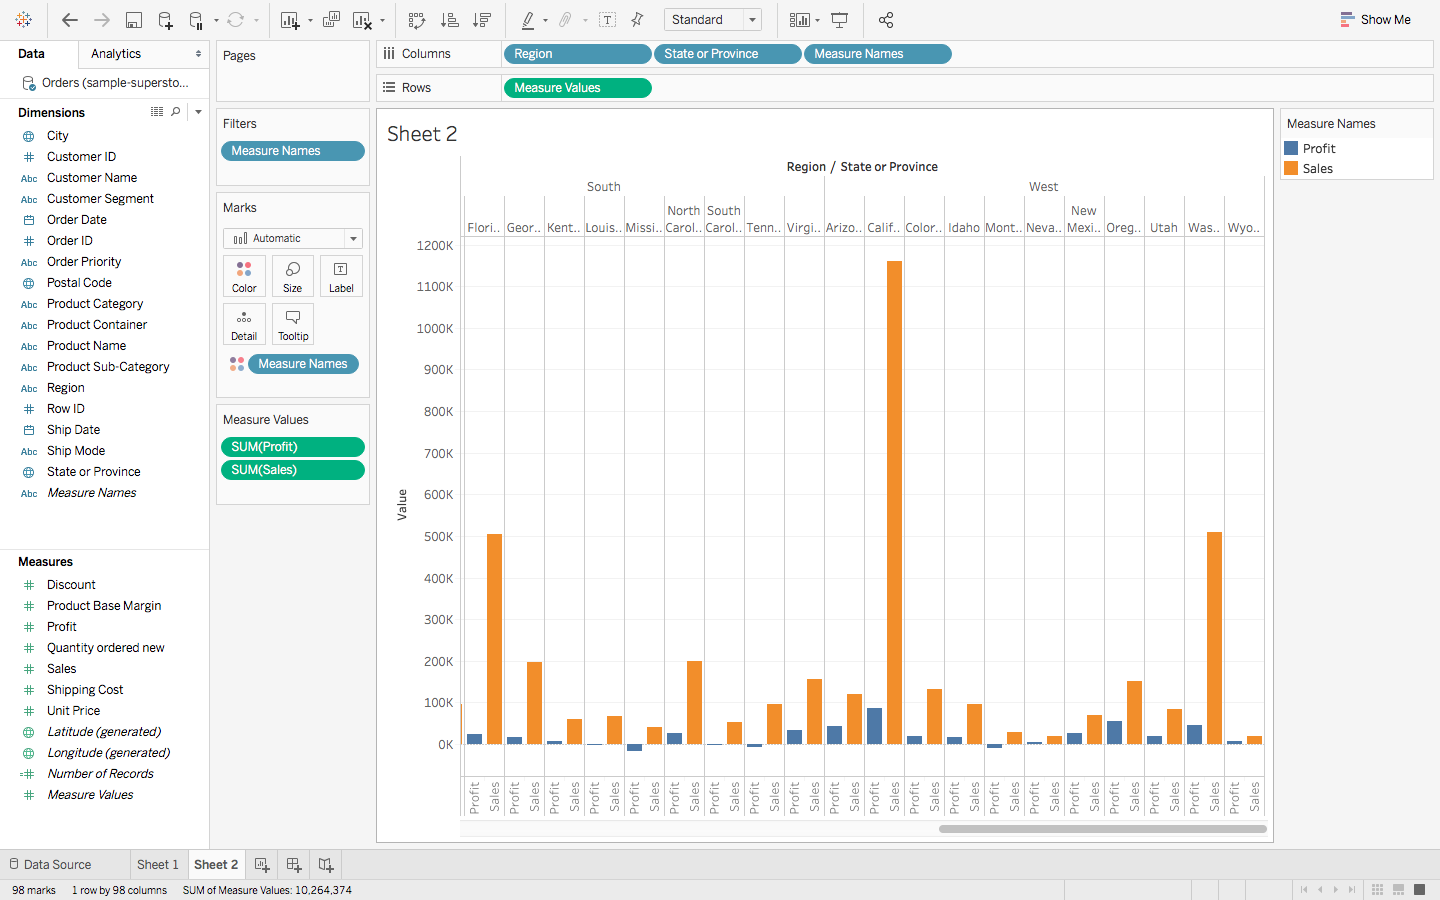 Standard
Show Me
Data
Analytics
Orders (sample-supersto...
Dimensions
City
Customer ID
Abc Customer Name
Abc Customer Segment
Order Date
Order ID
Abc Order Priority
Postal Code
Abc Product Category
Abc Product Container
Abc Product Name
Abc Product Sub-Category
Abc Region
Row ID
Ship Date
Abc Ship Mode
State or Province
Abc Measure Names
Measures
Discount
Product Base Margin
Profit
Quantity ordered new
Sales
Shipping Cost
Unit Price
Latitude (generated)
Longitude (generated)
Number of Records
Measure Values
Pages
Filters
Measure Names
Marks
Automatic
Color Size Label
Detail Tooltip
Measure Names
Measure Values
SUM(Profit)
SUM(Sales)
Columns Region State or Province Measure Names
Rows Measure Values
Sheet 2
Region / State or Province
South West
Flori.. Geor.. Kent.. Louis.. Missi.. North Carol.. South Carol.. Tenn.. Virgi.. Arizo.. Calif.. Color.. Idaho Mont.. Neva.. New Mexi.. Oreg.. Utah Was.. Wyo..
1200K
1100K
1000K
900K
800K
700K
600K
500K
400K
300K
200K
100K
0K
Value
Profit Sales Profit Sales Profit Sales Profit Sales Profit Sales Profit Sales Profit Sales Profit Sales Profit Sales Profit Sales Profit Sales Profit Sales Profit Sales Profit Sales Profit Sales Profit Sales Profit Sales Profit Sales Profit Sales Profit Sales
Measure Names
Profit
Sales
Data Source Sheet 1 Sheet 2
98 marks 1 row by 98 columns SUM of Measure Values: 10,264,374